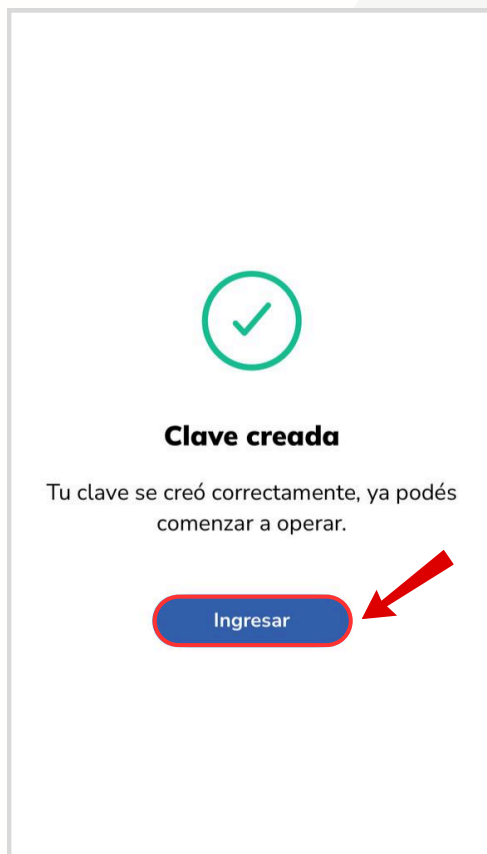 Clave creada
Tu clave se creó correctamente, ya podés
comenzar a operar.
Ingresar